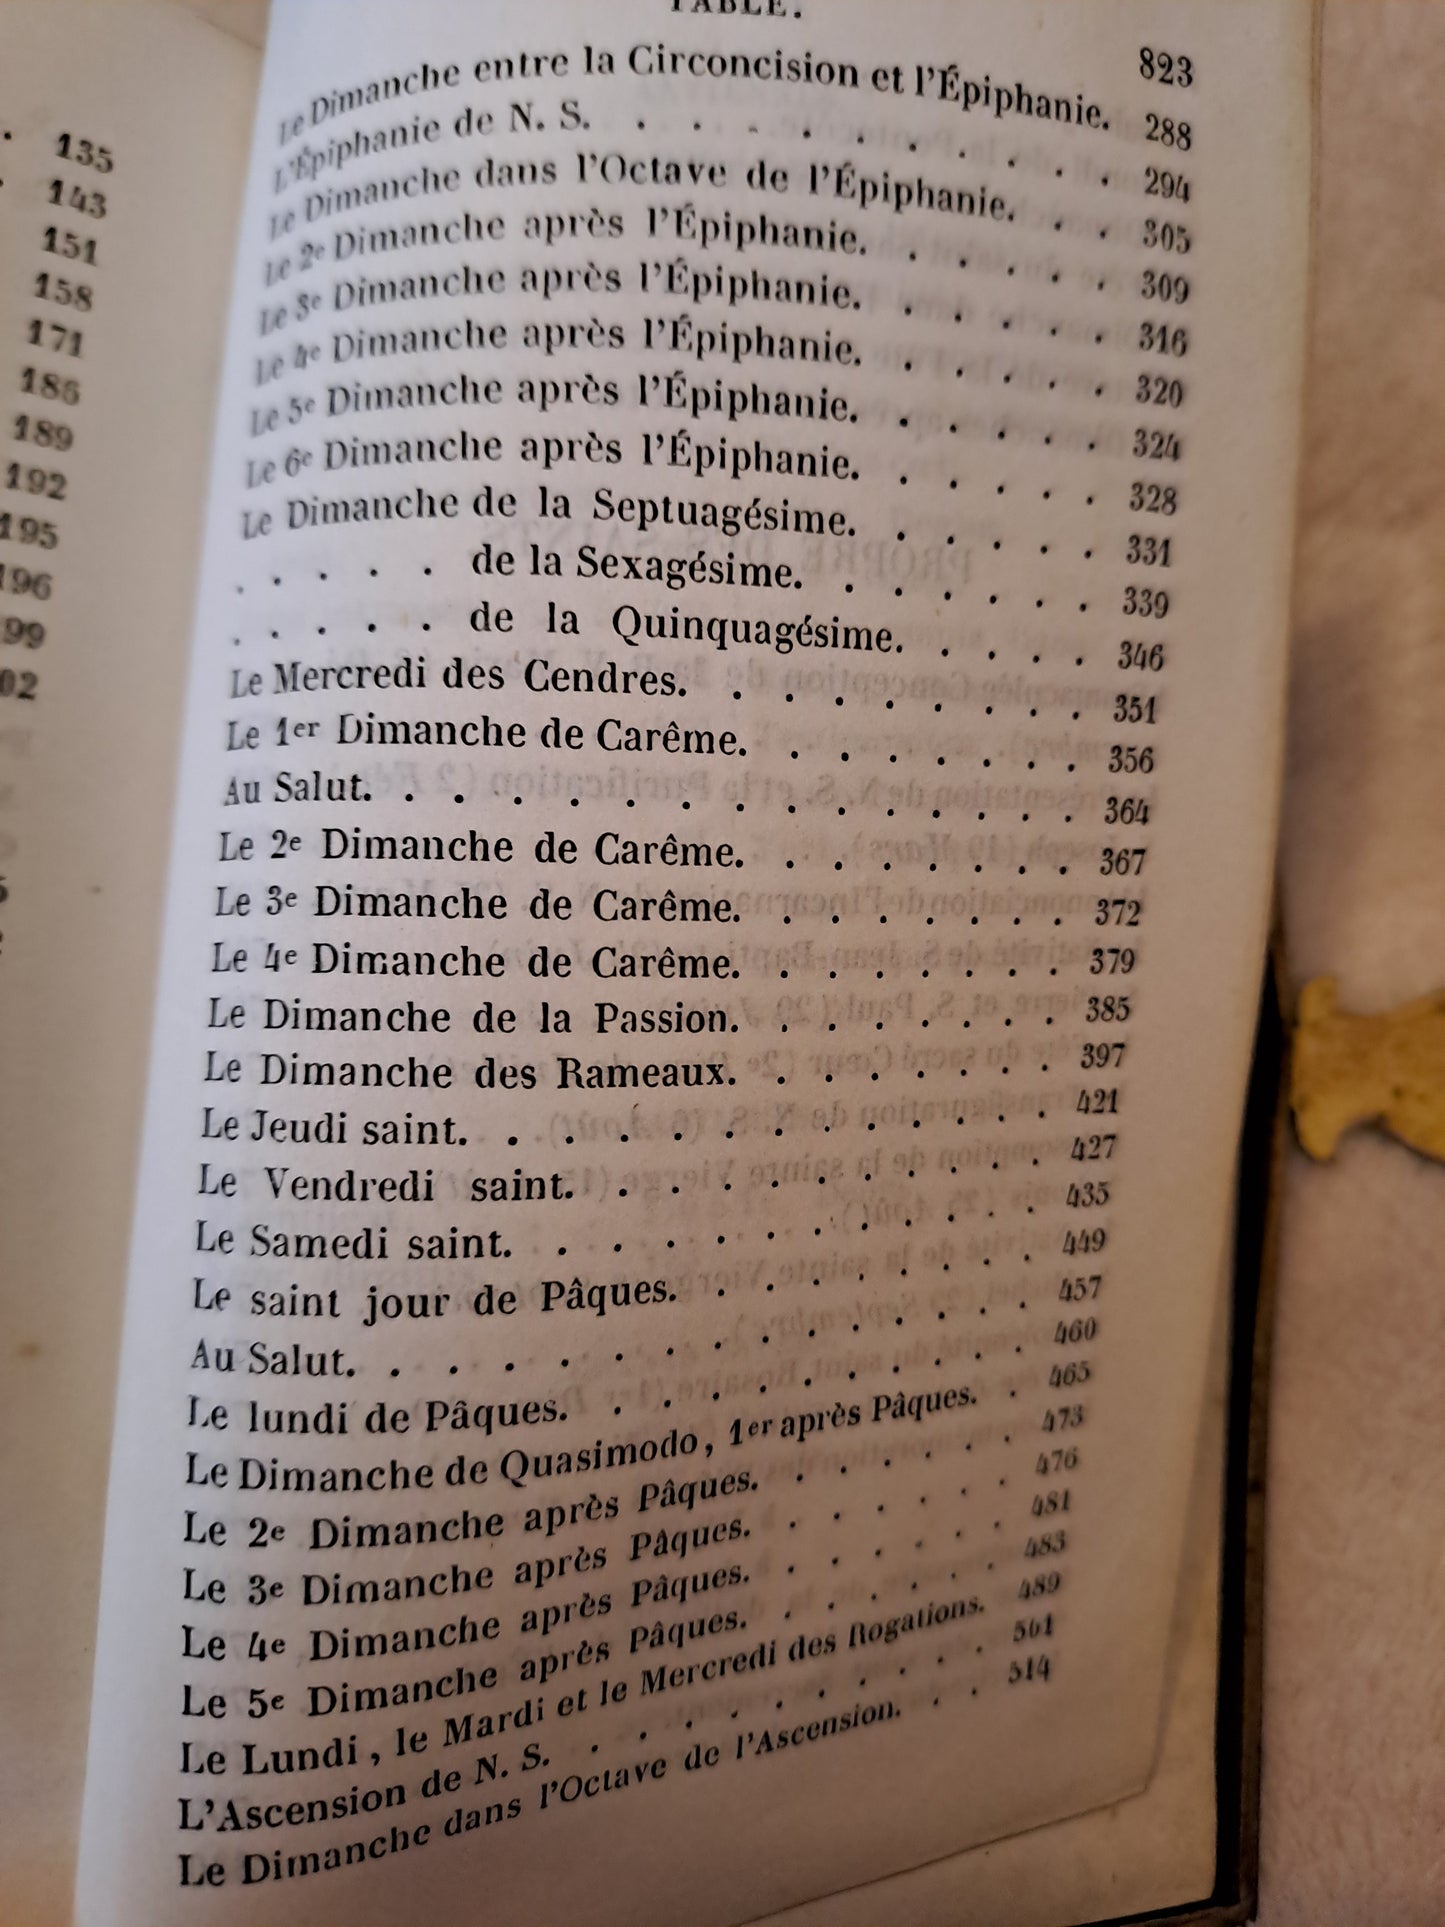 135
143
151
158
171
186
189
192
195
196
99
02
TABLE.
823
Le Dimanche entre la Circoncision et l'Épiphanie. 288
L'Épiphanie de N. S. . . . . . . . . . . 294
Le Dimanche dans l'Octave de l'Épiphanie. . . 305
Le 2e Dimanche après l'Épiphanie. . . . . . 309
Le 3e Dimanche après l'Épiphanie. . . . . . 316
Le 4e Dimanche après l'Épiphanie. . . . . . 320
Le 5e Dimanche après l'Épiphanie. . . . . . 324
Le 6e Dimanche après l'Épiphanie. . . . . . 328
Le Dimanche de la Septuagésime. . . . . . 331
. . . . . de la Sexagésime. . . . . . . 339
. . . . . de la Quinquagésime. . . . . 346
Le Mercredi des Cendres. . . . . . . . . 351
Le 1er Dimanche de Carême. . . . . . . . 356
Au Salut. . . . . . . . . . . . . . 364
Le 2e Dimanche de Carême. . . . . . . . 367
Le 3e Dimanche de Carême. . . . . . . . 372
Le 4e Dimanche de Carême. . . . . . . . 379
Le Dimanche de la Passion. . . . . . . . 385
Le Dimanche des Rameaux. . . . . . . . 397
Le Jeudi saint. . . . . . . . . . . . 421
Le Vendredi saint. . . . . . . . . . 427
Le Samedi saint. . . . . . . . . . . 435
Le saint jour de Pâques. . . . . . . . . 449
Au Salut. . . . . . . . . . . . . . 457
Le lundi de Pâques. . . . . . . . . . . 460
Le Dimanche de Quasimodo, 1er après Pâques. . 465
Le 2e Dimanche après Pâques. . . . . . . 473
Le 3e Dimanche après Pâques. . . . . . . 476
Le 4e Dimanche après Pâques. . . . . . . 481
Le 5e Dimanche après Pâques. . . . . . . 483
Le Lundi, le Mardi et le Mercredi des Rogations. 489
L'Ascension de N. S. . . . . . . . . . . 501
Le Dimanche dans l'Octave de l'Ascension. . . 514